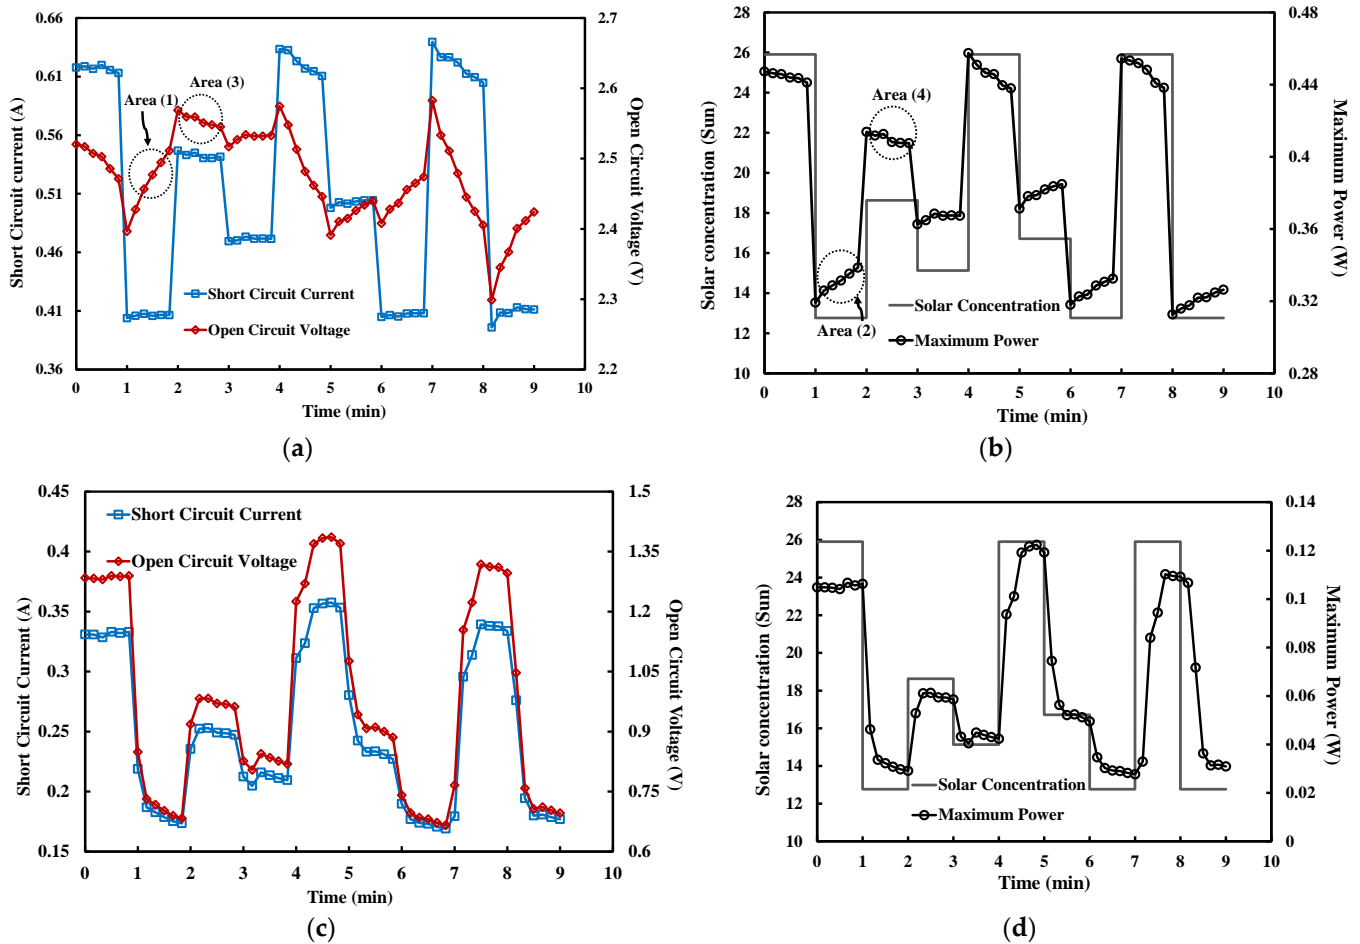 0.66
0.61
0.56
0.51
0.46
0.41
0.36
Short Circuit current (A)
2.7
2.6
2.5
2.4
2.3
2.2
Open Circuit Voltage (V)
Area (1)
Area (3)
Short Circuit Current
Open Circuit Voltage
0 1 2 3 4 5 6 7 8 9 10
Time (min)
(a)
28
26
24
22
20
18
16
14
12
10
Solar concentration (Sun)
0.48
0.44
0.4
0.36
0.32
0.28
Maximum Power (W)
Area (4)
Area (2)
Solar Concentration
Maximum Power
0 1 2 3 4 5 6 7 8 9 10
Time (min)
(b)
0.45
0.4
0.35
0.3
0.25
0.2
0.15
Short Circuit Current (A)
1.5
1.35
1.2
1.05
0.9
0.75
0.6
Open Circuit Voltage (V)
Short Circuit Current
Open Circuit Voltage
0 1 2 3 4 5 6 7 8 9 10
Time (min)
(c)
28
26
24
22
20
18
16
14
12
10
Solar concentration (Sun)
0.14
0.12
0.1
0.08
0.06
0.04
0.02
0
Maximum Power (W)
Solar Concentration
Maximum Power
0 1 2 3 4 5 6 7 8 9 10
Time (min)
(d)